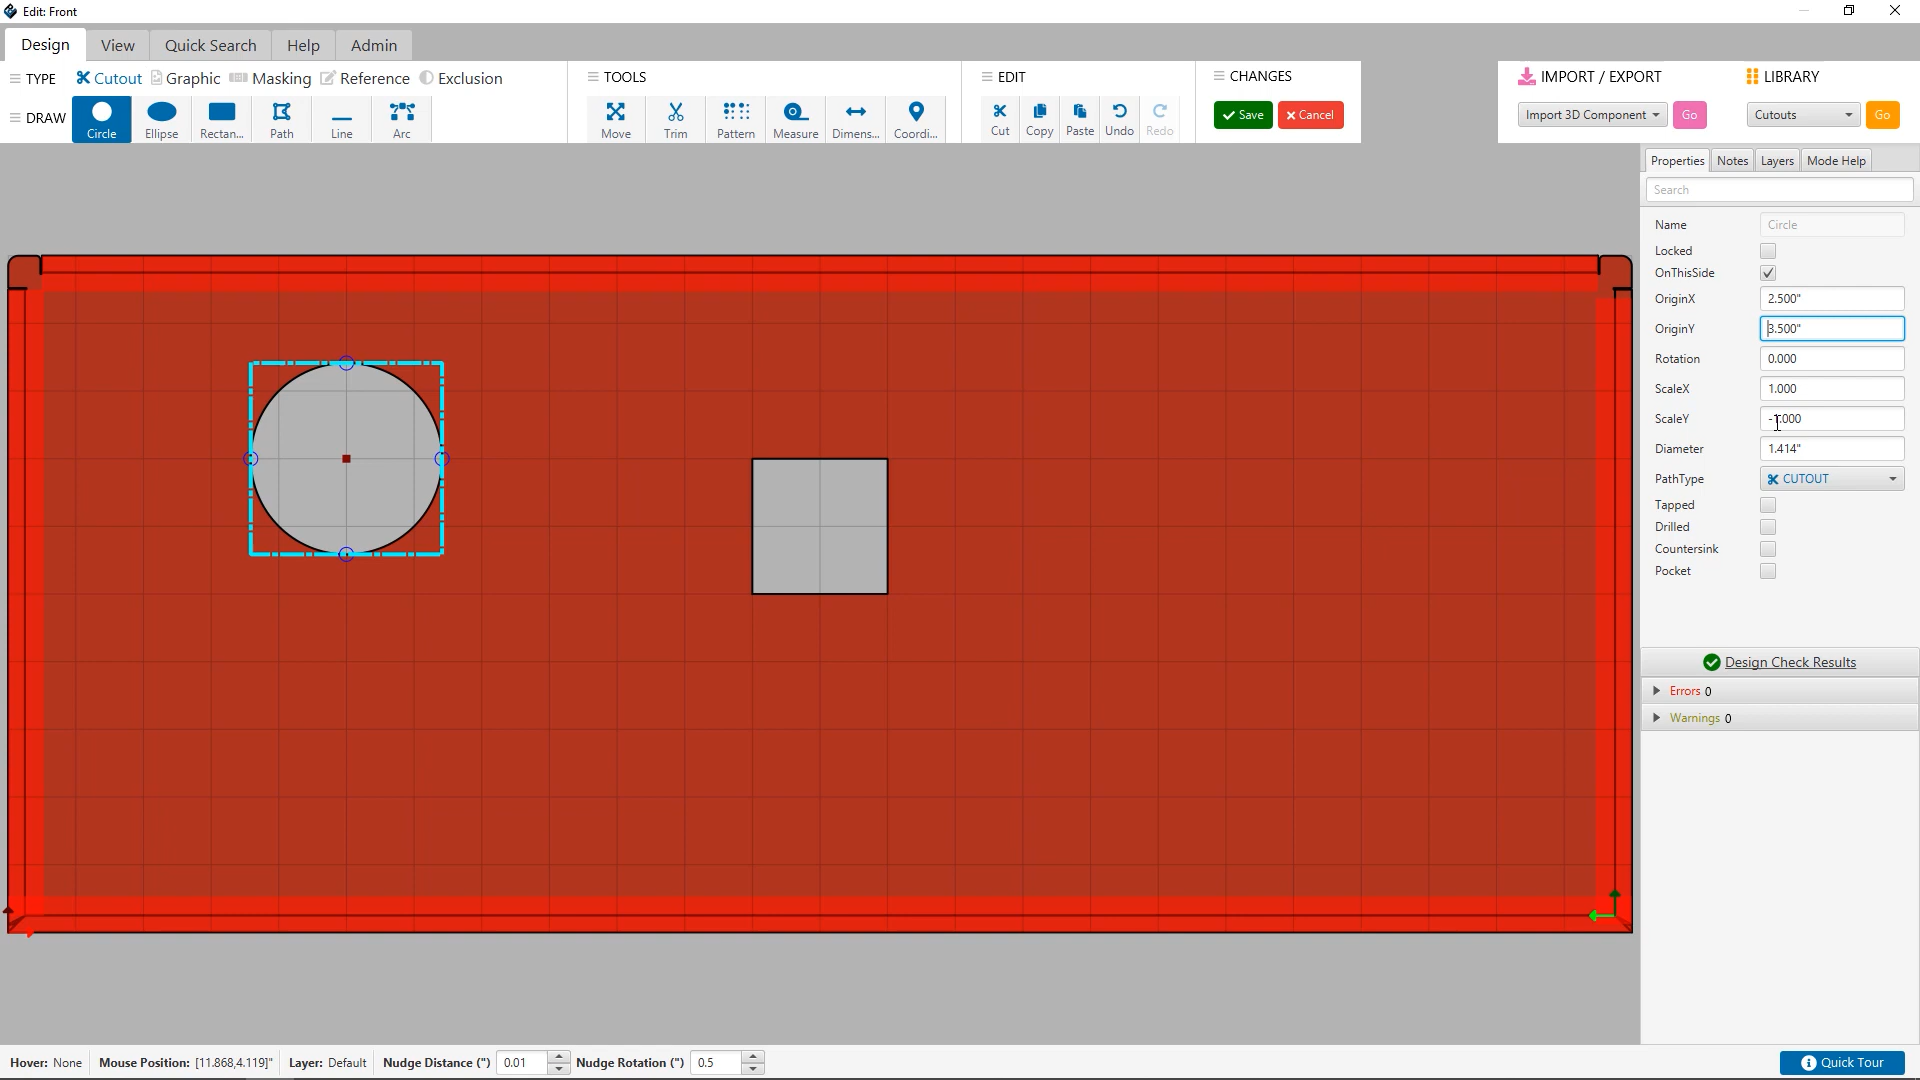 Edit: Front
Design View Quick Search Help Admin
TYPE Cutout Graphic Masking Reference Exclusion
TOOLS
EDIT
CHANGES
IMPORT / EXPORT
LIBRARY
DRAW Circle Ellipse Rectan... Path Line Arc
Move Trim Pattern Measure Dimens... Coordi...
Cut Copy Paste Undo Redo
Save Cancel
Import 3D Component Go
Cutouts Go
Properties Notes Layers Mode Help
Search
Name Circle
Locked
OnThisSide
OriginX 2.500"
OriginY 3.500"
Rotation 0.000
ScaleX 1.000
ScaleY -1.000
Diameter 1.414"
PathType CUTOUT
Tapped
Drilled
Countersink
Pocket
Design Check Results
Errors 0
Warnings 0
Hover: None Mouse Position: [11.868,4.119]" Layer: Default Nudge Distance (") 0.01 Nudge Rotation (°) 0.5 Quick Tour